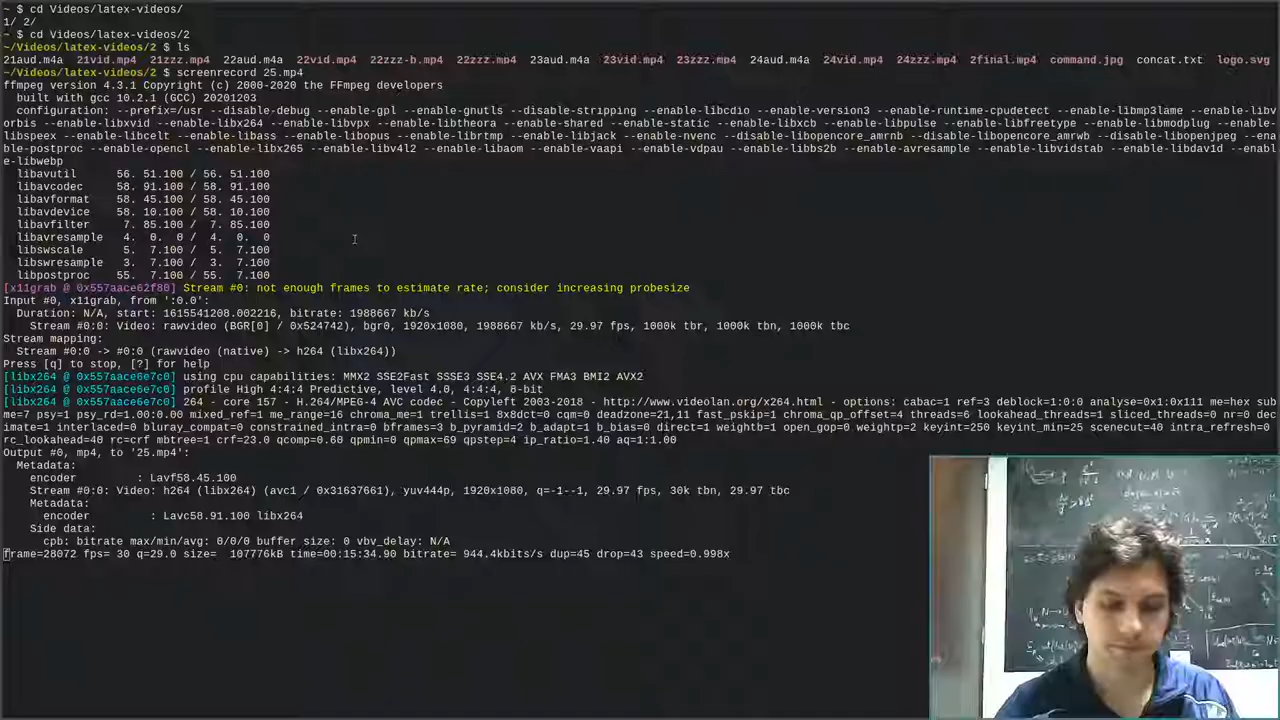 ~ $ cd Videos/latex-videos/
1/ 2/
~ $ cd Videos/latex-videos/2
~/Videos/latex-videos/2 $ ls
21aud.m4a  21vid.mp4  21zzz.mp4  22aud.m4a  22vid.mp4  22zzz-b.mp4  22zzz.mp4  23aud.m4a  23vid.mp4  23zzz.mp4  24aud.m4a  24vid.mp4  24zzz.mp4  2final.mp4  command.jpg  concat.txt  logo.svg
~/Videos/latex-videos/2 $ screenrecord 25.mp4
ffmpeg version 4.3.1 Copyright (c) 2000-2020 the FFmpeg developers
  built with gcc 10.2.1 (GCC) 20201203
  configuration: --prefix=/usr --disable-debug --enable-gpl --enable-gnutls --disable-stripping --enable-libcdio --enable-version3 --enable-runtime-cpudetect --enable-libmp3lame --enable-libv
orbis --enable-libxvid --enable-libx264 --enable-libvpx --enable-libtheora --enable-shared --enable-static --enable-libxcb --enable-libpulse --enable-libfreetype --enable-libmodplug --enable-
libspeex --enable-libcelt --enable-libass --enable-libopus --enable-librtmp --enable-libjack --enable-nvenc --disable-libopencore_amrnb --disable-libopencore_amrwb --disable-libopenjpeg --ena
ble-postproc --enable-opencl --enable-libx265 --enable-libv4l2 --enable-libaom --enable-vaapi --enable-vdpau --enable-libbs2b --enable-avresample --enable-libvidstab --enable-libdav1d --enabl
e-libwebp
  libavutil      56. 51.100 / 56. 51.100
  libavcodec     58. 91.100 / 58. 91.100
  libavformat    58. 45.100 / 58. 45.100
  libavdevice    58. 10.100 / 58. 10.100
  libavfilter     7. 85.100 /  7. 85.100
  libavresample   4.  0.  0 /  4.  0.  0
  libswscale      5.  7.100 /  5.  7.100
  libswresample   3.  7.100 /  3.  7.100
  libpostproc    55.  7.100 / 55.  7.100
[x11grab @ 0x557aace62f80] Stream #0: not enough frames to estimate rate; consider increasing probesize
Input #0, x11grab, from ':0.0':
  Duration: N/A, start: 1615541208.002216, bitrate: 1988667 kb/s
    Stream #0:0: Video: rawvideo (BGR[0] / 0x524742), bgr0, 1920x1080, 1988667 kb/s, 29.97 fps, 1000k tbr, 1000k tbn, 1000k tbc
Stream mapping:
  Stream #0:0 -> #0:0 (rawvideo (native) -> h264 (libx264))
Press [q] to stop, [?] for help
[libx264 @ 0x557aace6e7c0] using cpu capabilities: MMX2 SSE2Fast SSSE3 SSE4.2 AVX FMA3 BMI2 AVX2
[libx264 @ 0x557aace6e7c0] profile High 4:4:4 Predictive, level 4.0, 4:4:4, 8-bit
[libx264 @ 0x557aace6e7c0] 264 - core 157 - H.264/MPEG-4 AVC codec - Copyleft 2003-2018 - http://www.videolan.org/x264.html - options: cabac=1 ref=3 deblock=1:0:0 analyse=0x1:0x111 me=hex sub
me=7 psy=1 psy_rd=1.00:0.00 mixed_ref=1 me_range=16 chroma_me=1 trellis=1 8x8dct=0 cqm=0 deadzone=21,11 fast_pskip=1 chroma_qp_offset=4 threads=6 lookahead_threads=1 sliced_threads=0 nr=0 dec
imate=1 interlaced=0 bluray_compat=0 constrained_intra=0 bframes=3 b_pyramid=2 b_adapt=1 b_bias=0 direct=1 weightb=1 open_gop=0 weightp=2 keyint=250 keyint_min=25 scenecut=40 intra_refresh=0
rc_lookahead=40 rc=crf mbtree=1 crf=23.0 qcomp=0.60 qpmin=0 qpmax=69 qpstep=4 ip_ratio=1.40 aq=1:1.00
Output #0, mp4, to '25.mp4':
  Metadata:
    encoder         : Lavf58.45.100
    Stream #0:0: Video: h264 (libx264) (avc1 / 0x31637661), yuv444p, 1920x1080, q=-1--1, 29.97 fps, 30k tbn, 29.97 tbc
    Metadata:
      encoder         : Lavc58.91.100 libx264
    Side data:
      cpb: bitrate max/min/avg: 0/0/0 buffer size: 0 vbv_delay: N/A
frame=28072 fps= 30 q=29.0 size=  107776kB time=00:15:34.90 bitrate= 944.4kbits/s dup=45 drop=43 speed=0.998x